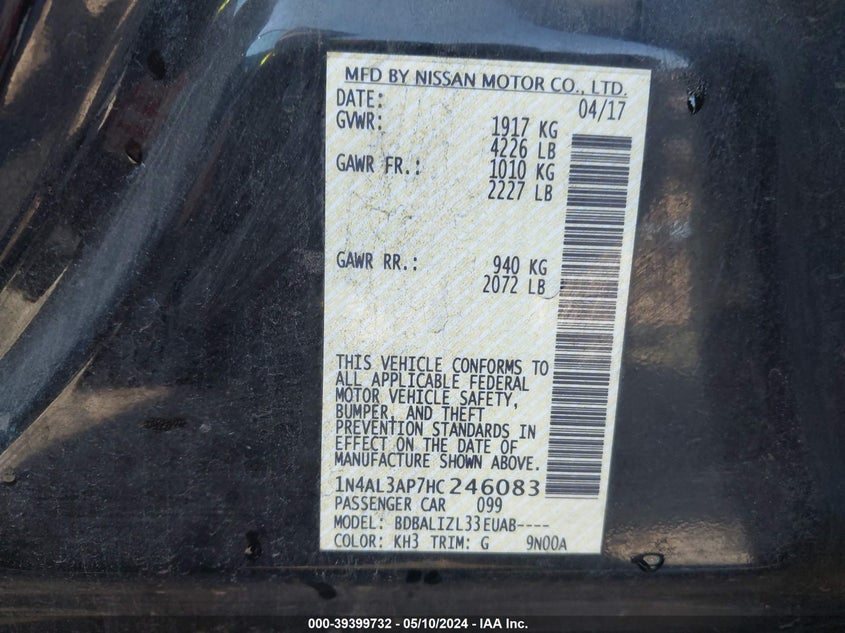 MFD BY NISSAN MOTOR CO., LTD.
DATE: 04/17
GVWR: 1917 KG
4226 LB
GAWR FR.: 1010 KG
2227 LB
GAWR RR.: 940 KG
2072 LB
THIS VEHICLE CONFORMS TO
ALL APPLICABLE FEDERAL
MOTOR VEHICLE SAFETY,
BUMPER, AND THEFT
PREVENTION STANDARDS IN
EFFECT ON THE DATE OF
MANUFACTURE SHOWN ABOVE.
1N4AL3AP7HC246083
PASSENGER CAR 099
MODEL: BDBALIZL33EUAB----
COLOR: KH3 TRIM: G 9N00A
000-39399732 - 05/10/2024 - IAA Inc.